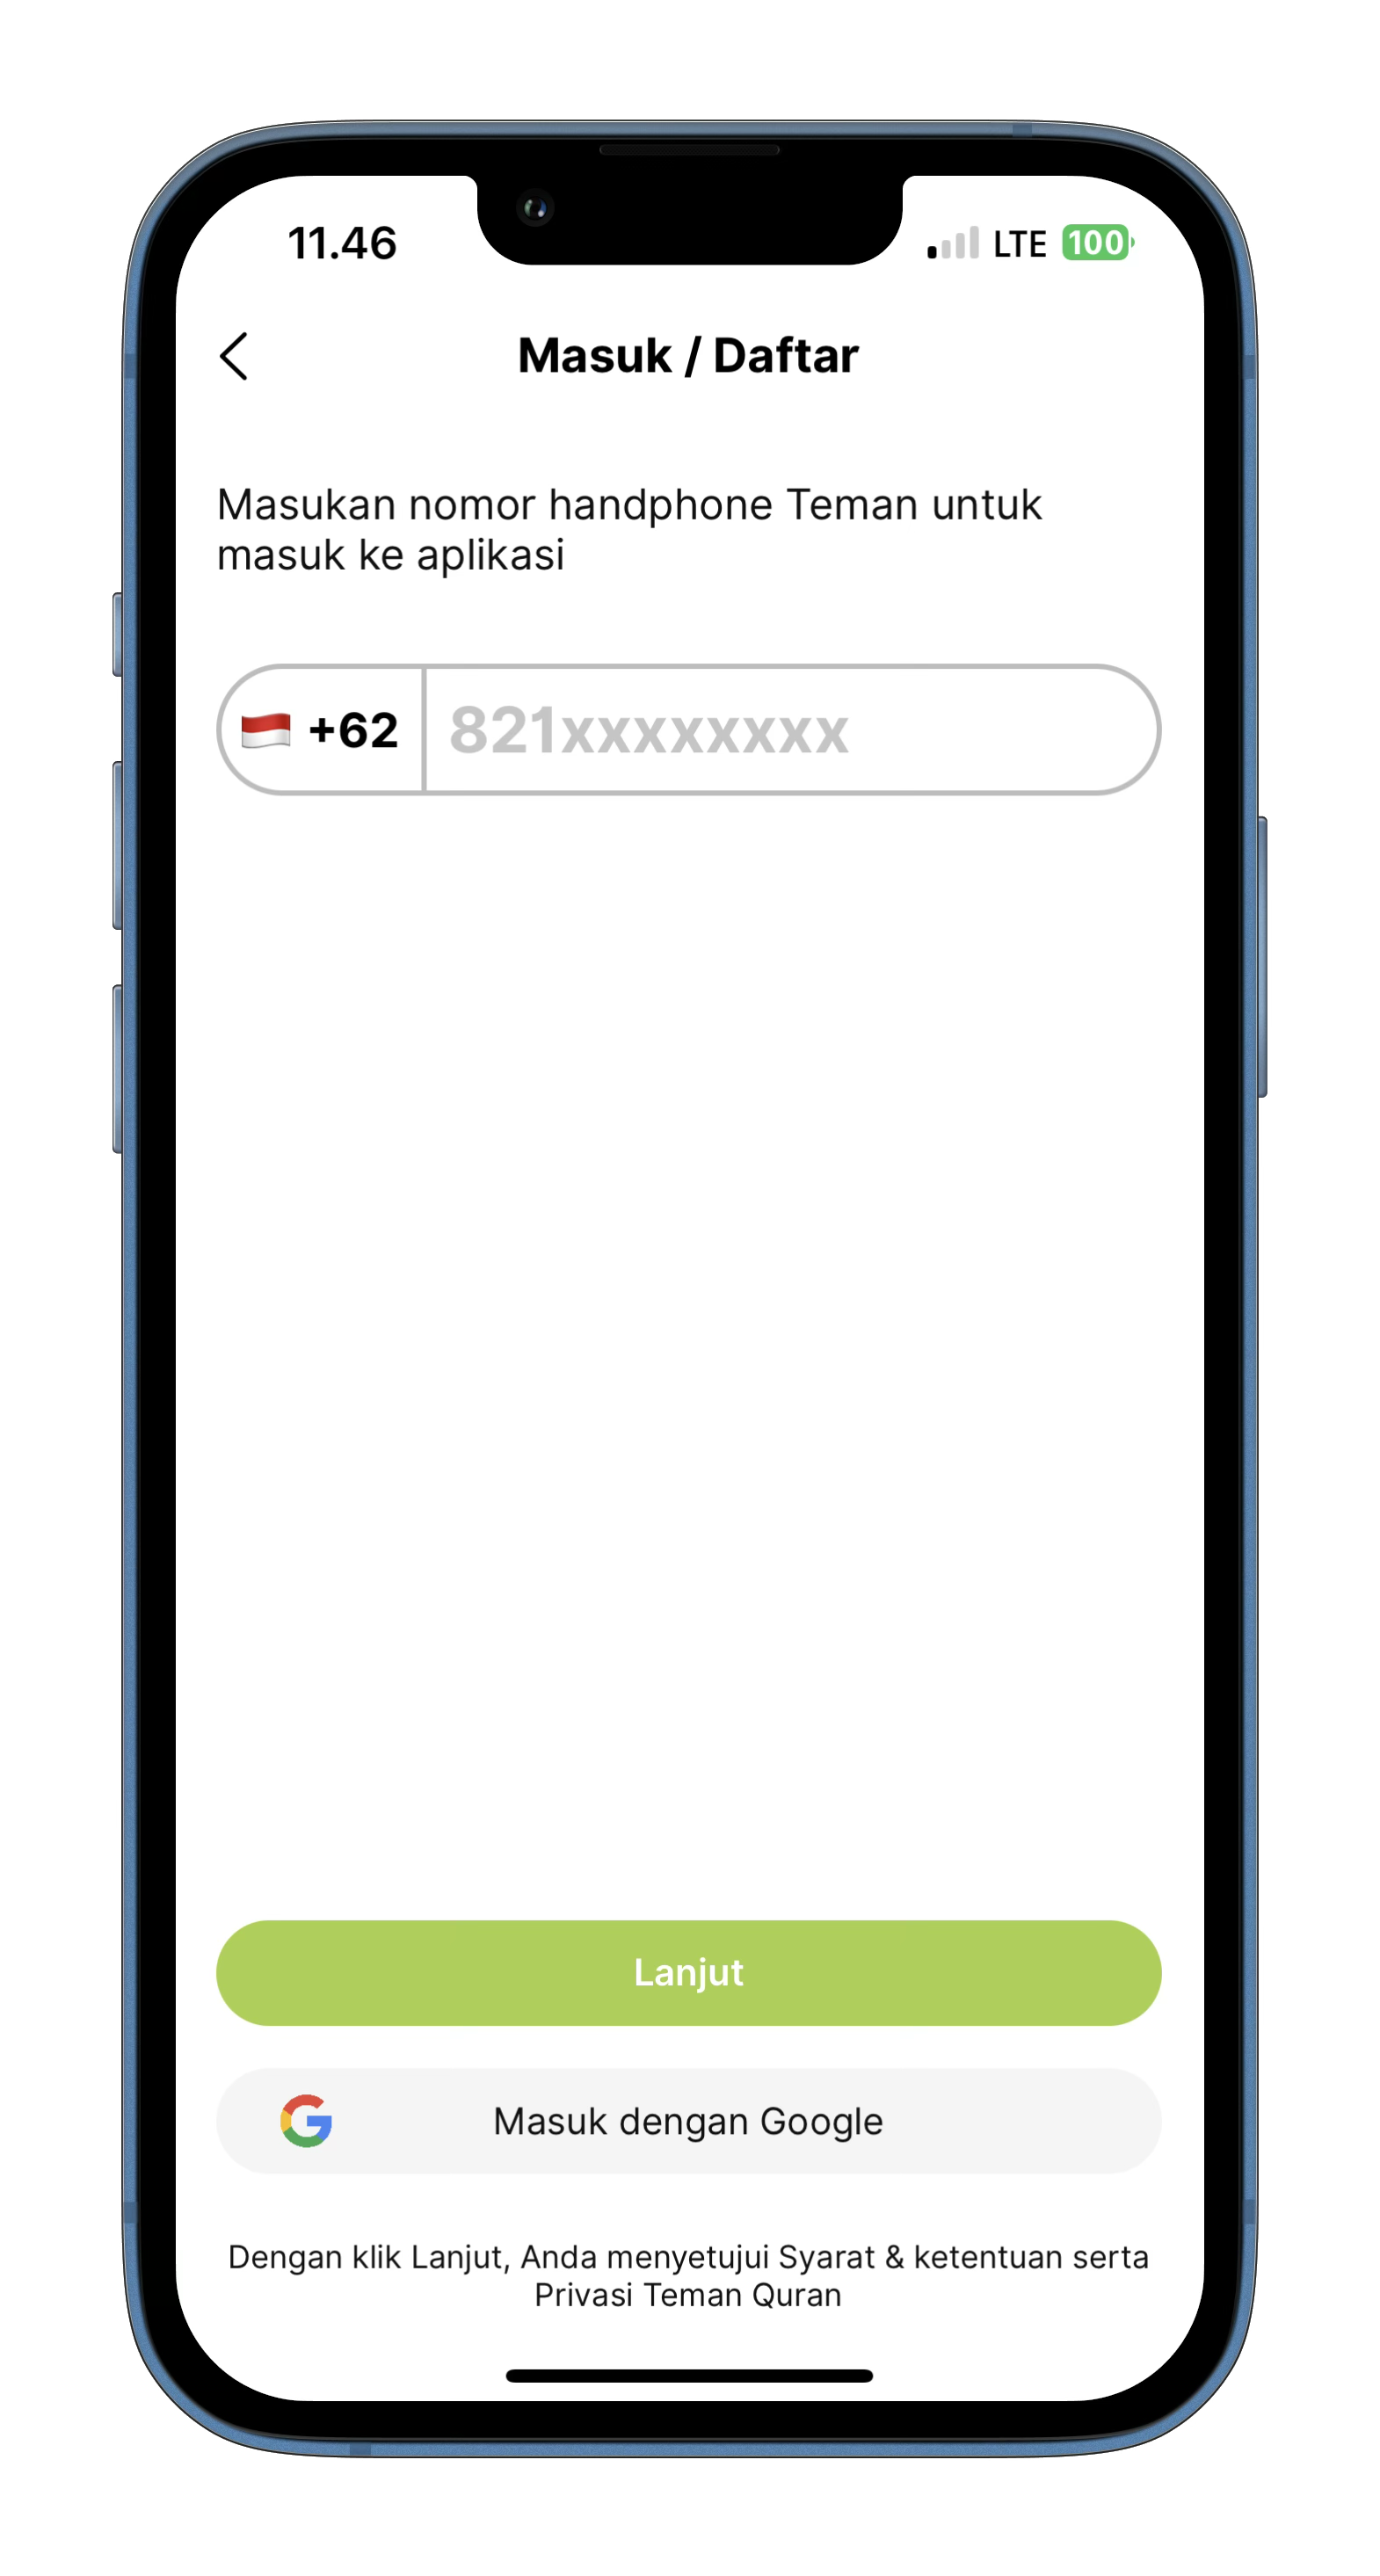 11.46
LTE 100
Masuk / Daftar
Masukan nomor handphone Teman untuk
masuk ke aplikasi
+62 821xxxxxxxx
Lanjut
Masuk dengan Google
Dengan klik Lanjut, Anda menyetujui Syarat & ketentuan serta
Privasi Teman Quran